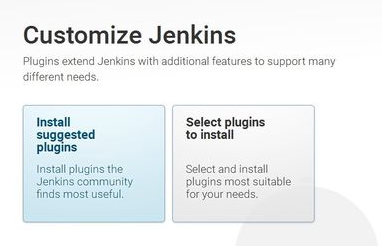 Customize Jenkins
Plugins extend Jenkins with additional features to support many
different needs.
Install
suggested
plugins
Install plugins the
Jenkins community
finds most useful.
Select plugins
to install
Select and install
plugins most suitable
for your needs.